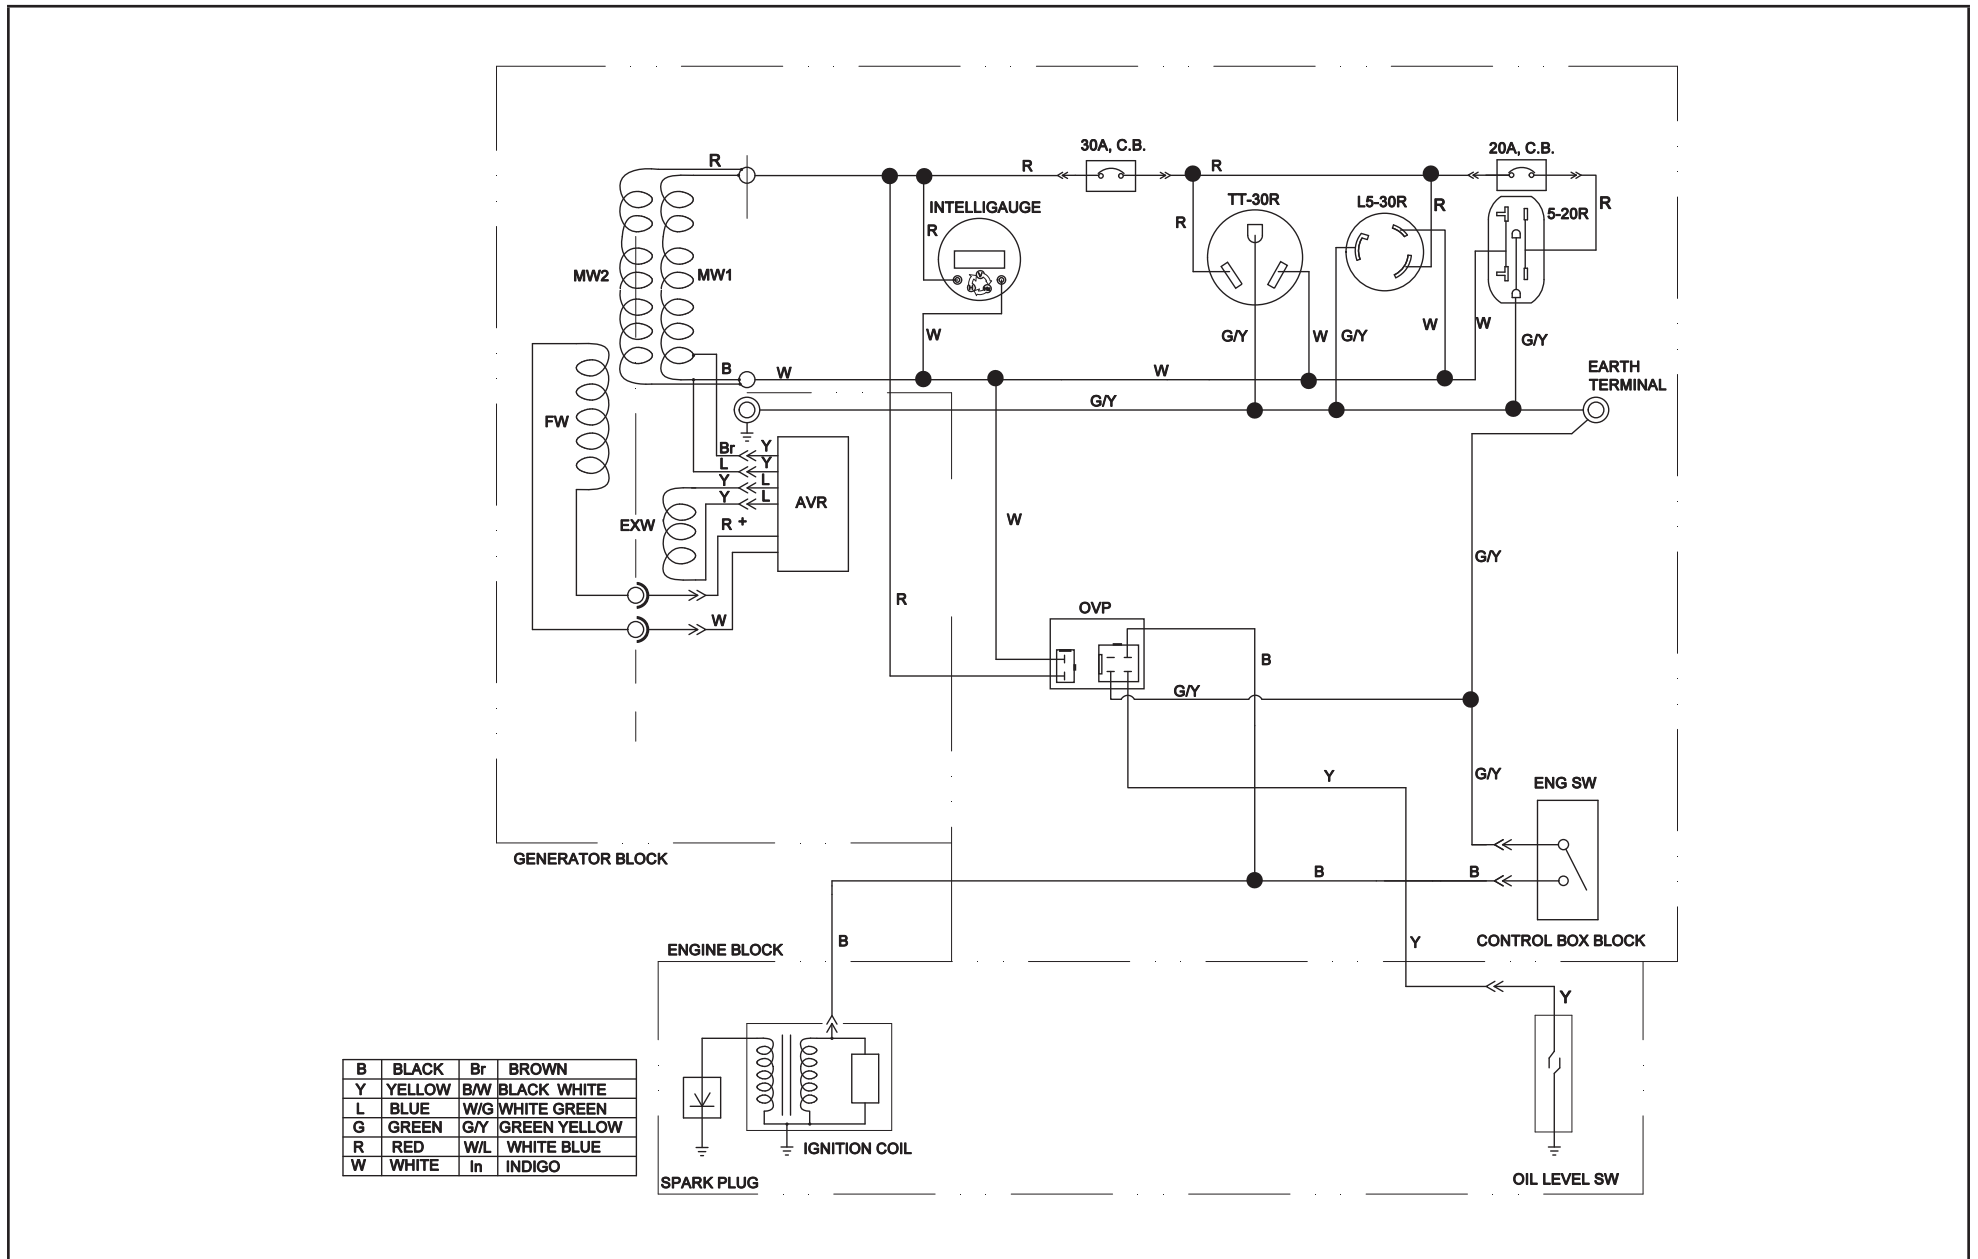 30A, C.B.
20A, C.B.
R
R
R
TT-30R
L5-30R
R
R
INTELLIGAUGE
5-20R
R
R
V
H
Hz
MW2
MW1
W
G/Y
W
G/Y
W
W
G/Y
B
W
W
EARTH
TERMINAL
G/Y
FW
Br
Y
L
Y
Y
L
Y
L
AVR
EXW
R +
W
G/Y
R
W
OVP
B
G/Y
Y
G/Y
ENG SW
GENERATOR BLOCK
B
B
B
Y
CONTROL BOX BLOCK
ENGINE BLOCK
Y
IGNITION COIL
SPARK PLUG
OIL LEVEL SW
B BLACK Br BROWN
Y YELLOW B/W BLACK WHITE
L BLUE W/G WHITE GREEN
G GREEN G/Y GREEN YELLOW
R RED W/L WHITE BLUE
W WHITE In INDIGO